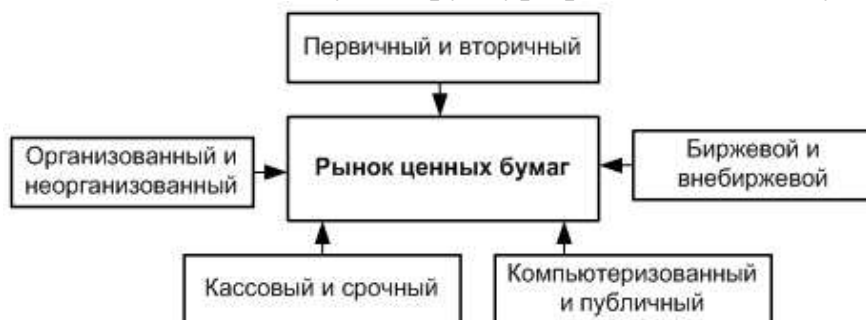 Первичный и вторичный
Организованный и
неорганизованный
Рынок ценных бумаг
Биржевой и
внебиржевой
Кассовый и срочный
Компьютеризованный
и публичный